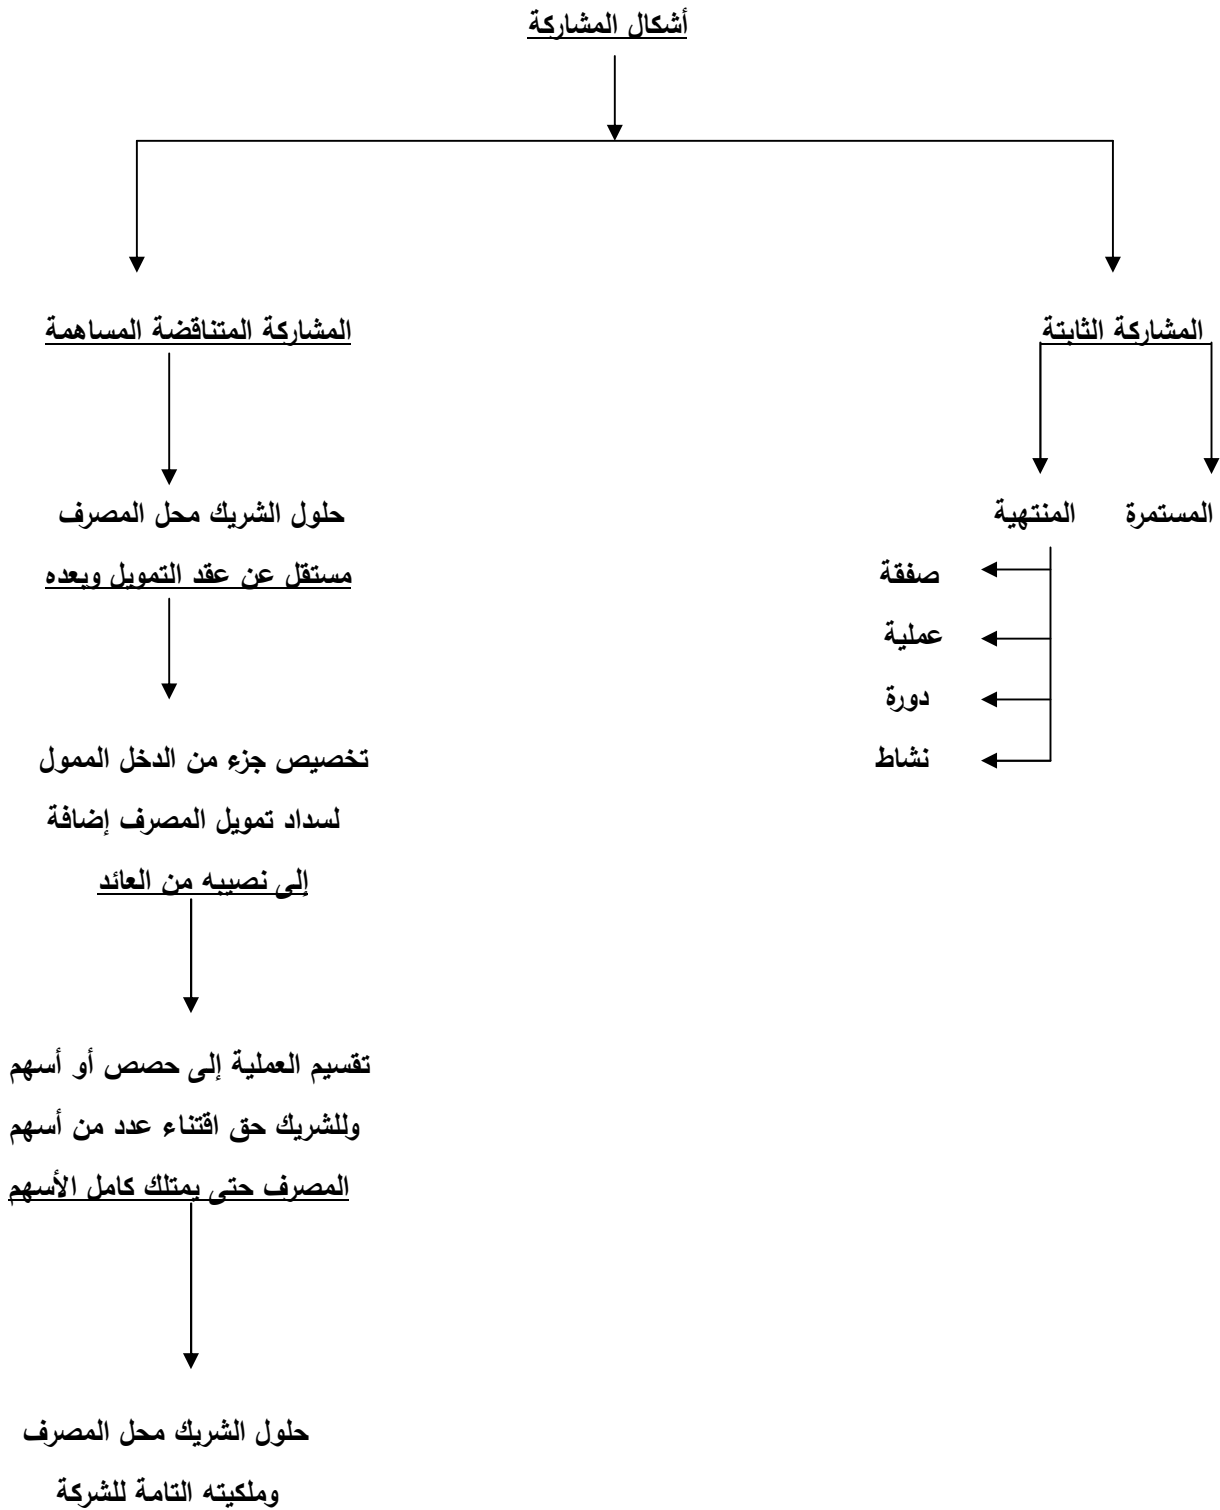 أشكال المشاركة
المشاركة الثابتة
المستمرة
المنتهية
صفقة
عملية
دورة
نشاط
المشاركة المتناقضة المساهمة
حلول الشريك محل المصرف
مستقل عن عقد التمويل وبعده
تخصيص جزء من الدخل الممول
لسداد تمويل المصرف إضافة
إلى نصيبه من العائد
تقسيم العملية إلى حصص أو أسهم
وللشريك حق اقتناء عدد من أسهم
المصرف حتى يمتلك كامل الأسهم
حلول الشريك محل المصرف
وملكيته التامة للشركة